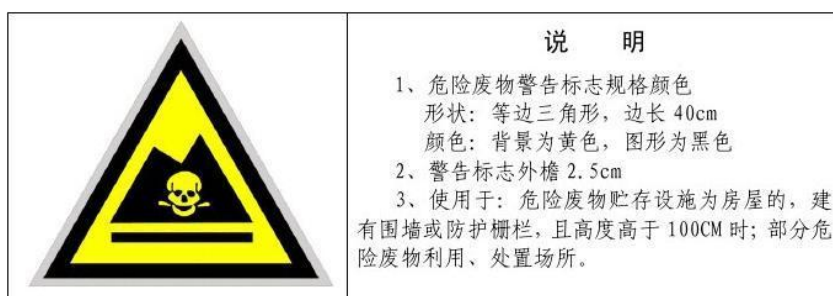 说 明
1、危险废物警告标志规格颜色
形状：等边三角形，边长 40cm
颜色：背景为黄色，图形为黑色
2、警告标志外檐 2.5cm
3、使用于：危险废物贮存设施为房屋的，建
有围墙或防护栅栏，且高度高于 100CM 时；部分危
险废物利用、处置场所。